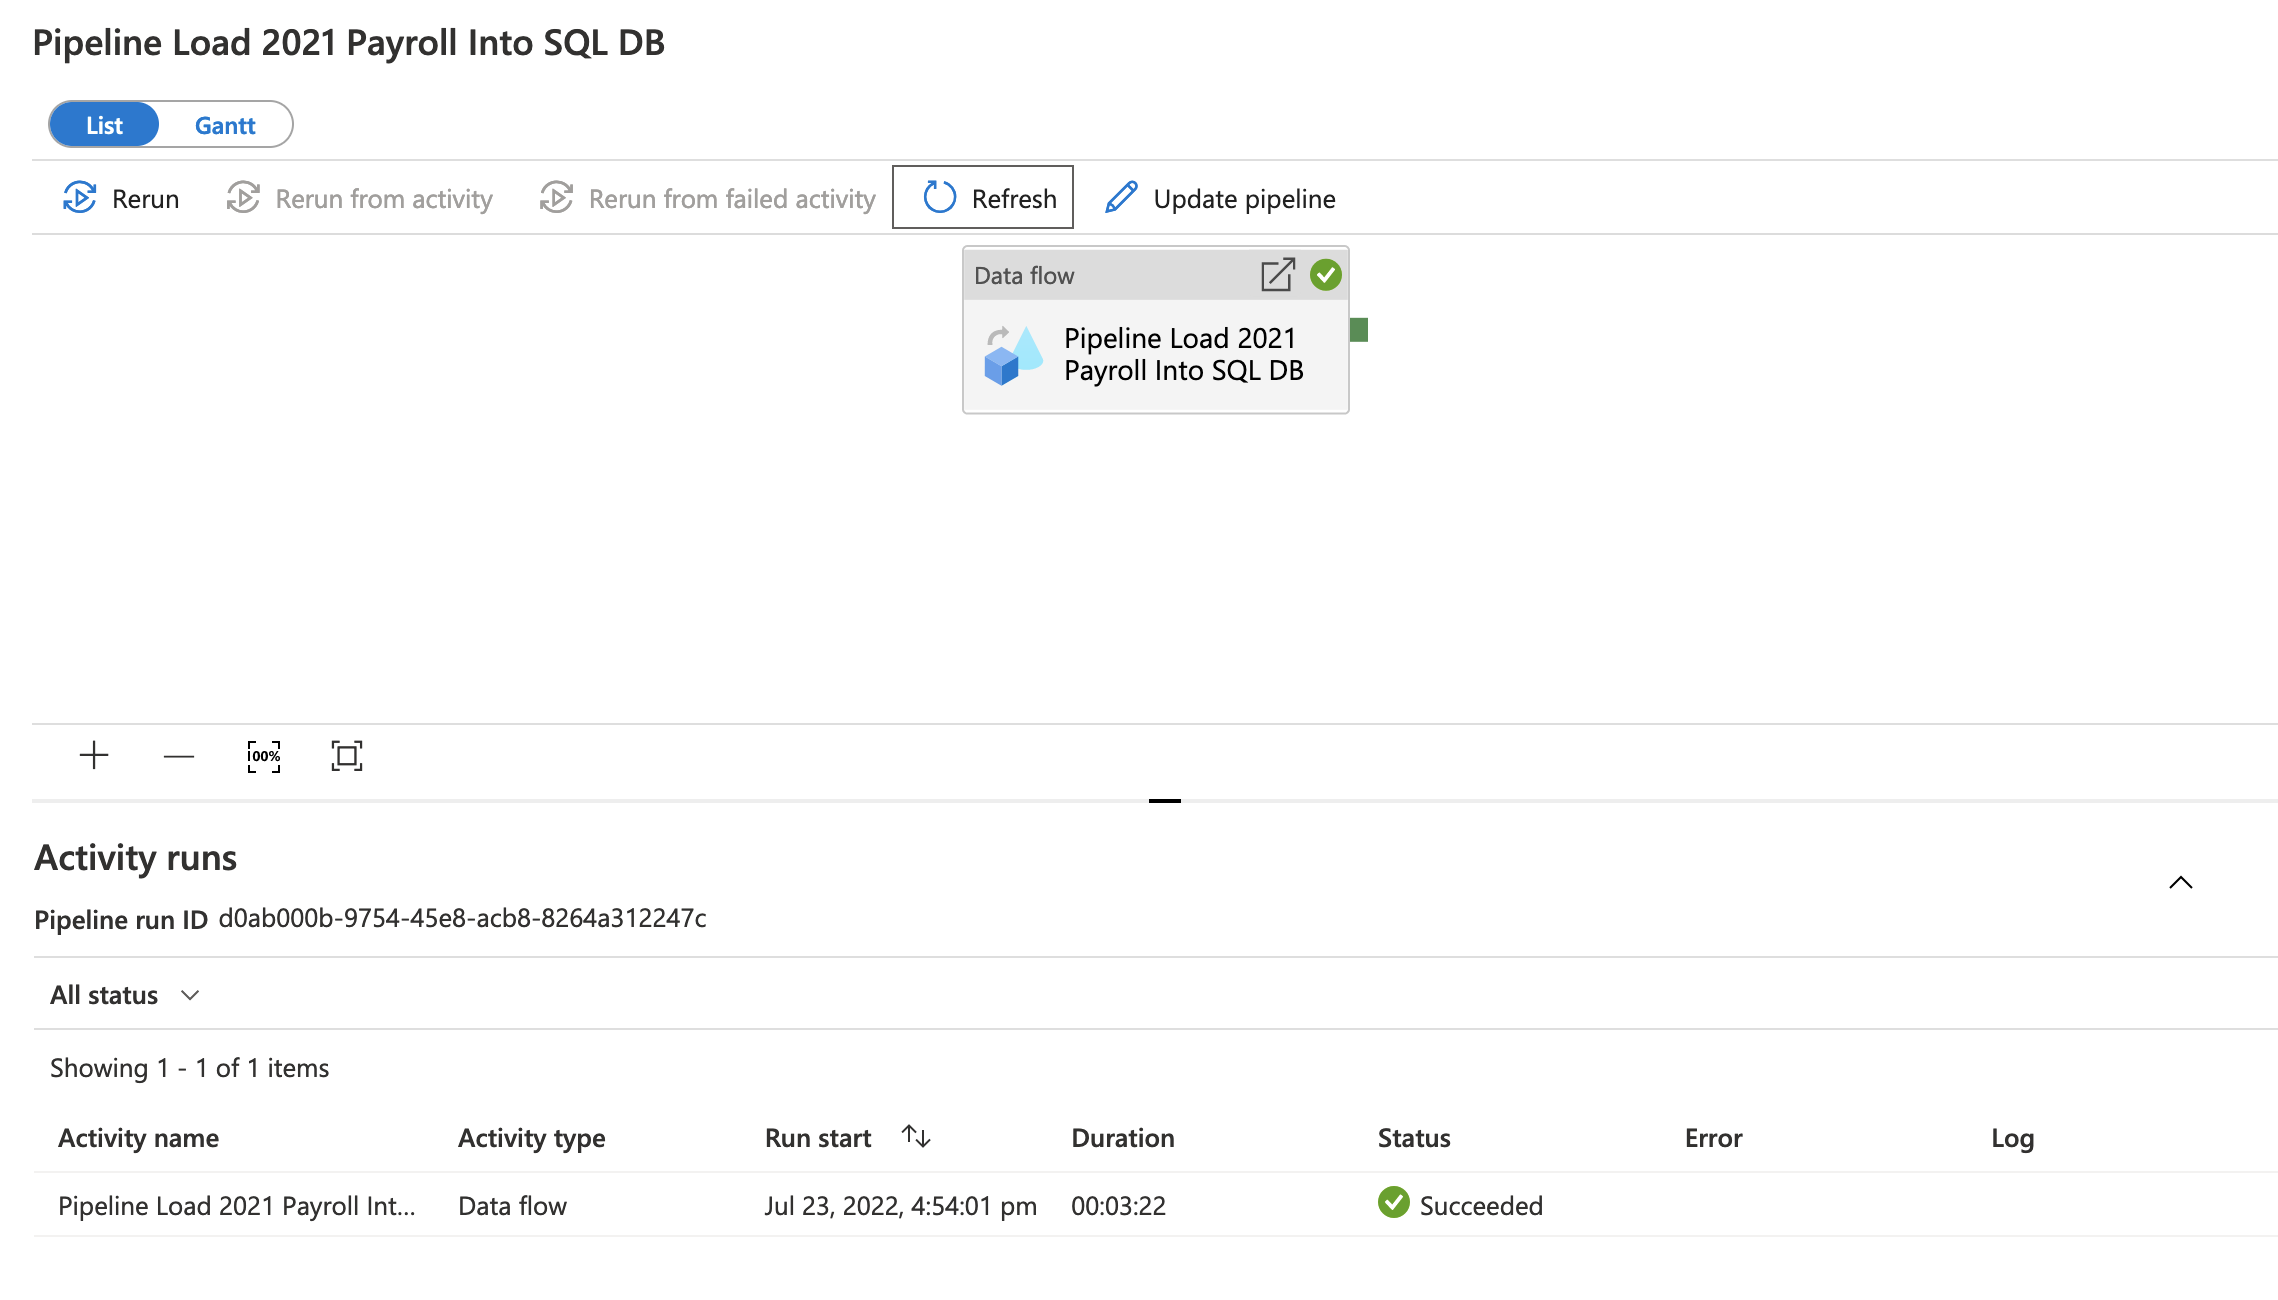 Pipeline Load 2021 Payroll Into SQL DB
List Gantt
Rerun Rerun from activity Rerun from failed activity Refresh Update pipeline
Data flow
Pipeline Load 2021
Payroll Into SQL DB
100%
Activity runs
Pipeline run ID d0ab000b-9754-45e8-acb8-8264a312247c
All status
Showing 1 - 1 of 1 items
Activity name Activity type Run start Duration Status Error Log
Pipeline Load 2021 Payroll Int... Data flow Jul 23, 2022, 4:54:01 pm 00:03:22 Succeeded